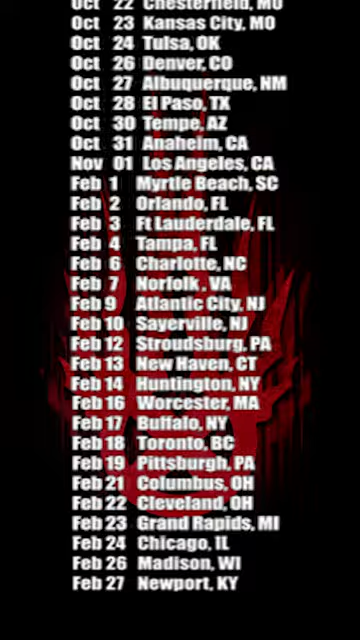 Oct 22 Chesterfield, MO
Oct 23 Kansas City, MO
Oct 24 Tulsa, OK
Oct 26 Denver, CO
Oct 27 Albuquerque, NM
Oct 28 El Paso, TX
Oct 30 Tempe, AZ
Oct 31 Anaheim, CA
Nov 01 Los Angeles, CA
Feb 1 Myrtle Beach, SC
Feb 2 Orlando, FL
Feb 3 Ft Lauderdale, FL
Feb 4 Tampa, FL
Feb 6 Charlotte, NC
Feb 7 Norfolk , VA
Feb 9 Atlantic City, NJ
Feb 10 Sayerville, NJ
Feb 12 Stroudsburg, PA
Feb 13 New Haven, CT
Feb 14 Huntington, NY
Feb 16 Worcester, MA
Feb 17 Buffalo, NY
Feb 18 Toronto, BC
Feb 19 Pittsburgh, PA
Feb 21 Columbus, OH
Feb 22 Cleveland, OH
Feb 23 Grand Rapids, MI
Feb 24 Chicago, IL
Feb 26 Madison, WI
Feb 27 Newport, KY